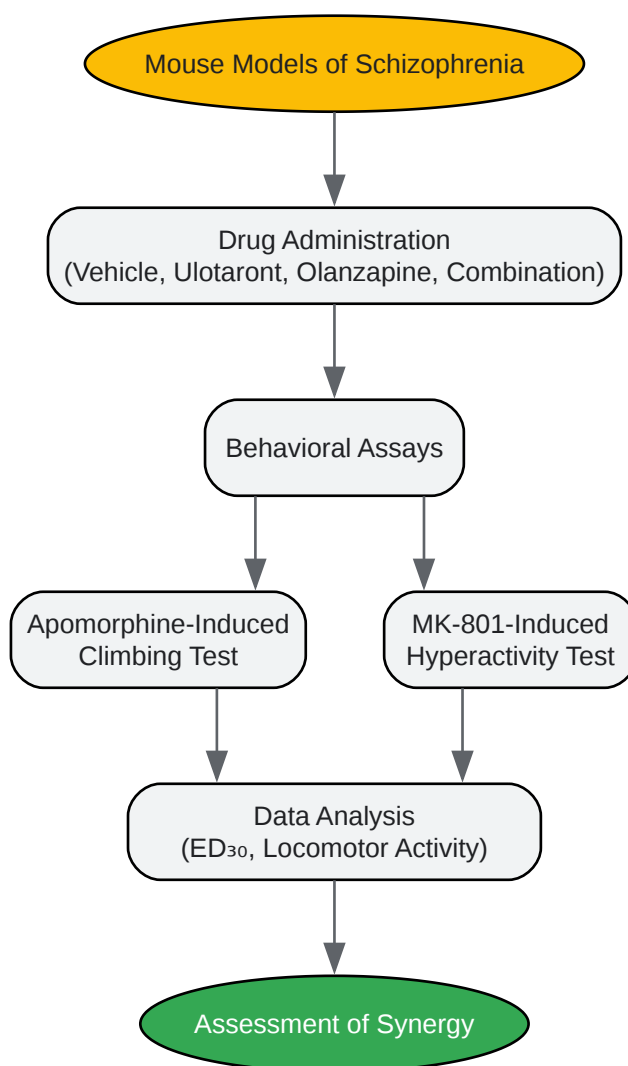 Mouse Models of Schizophrenia
Drug Administration
(Vehicle, Ulotaront, Olanzapine, Combination)
Behavioral Assays
Apomorphine-Induced
Climbing Test
MK-801-Induced
Hyperactivity Test
Data Analysis
(ED₃₀, Locomotor Activity)
Assessment of Synergy